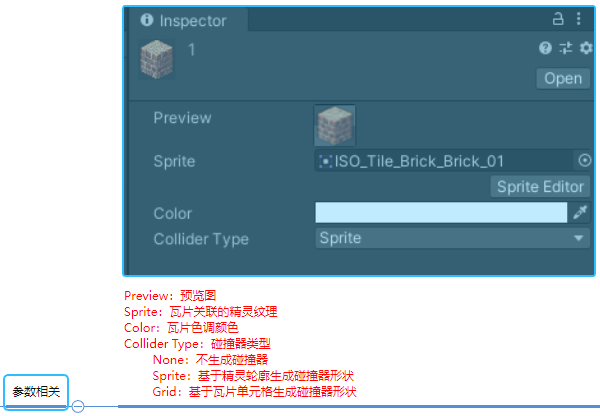 Inspector
1
Open
Preview
Sprite
ISO_Tile_Brick_Brick_01
Sprite Editor
Color
Collider Type
Sprite
Preview：预览图
Sprite：瓦片关联的精灵纹理
Color：瓦片色调颜色
Collider Type：碰撞器类型
None：不生成碰撞器
Sprite：基于精灵轮廓生成碰撞器形状
Grid：基于瓦片单元格生成碰撞器形状
参数相关